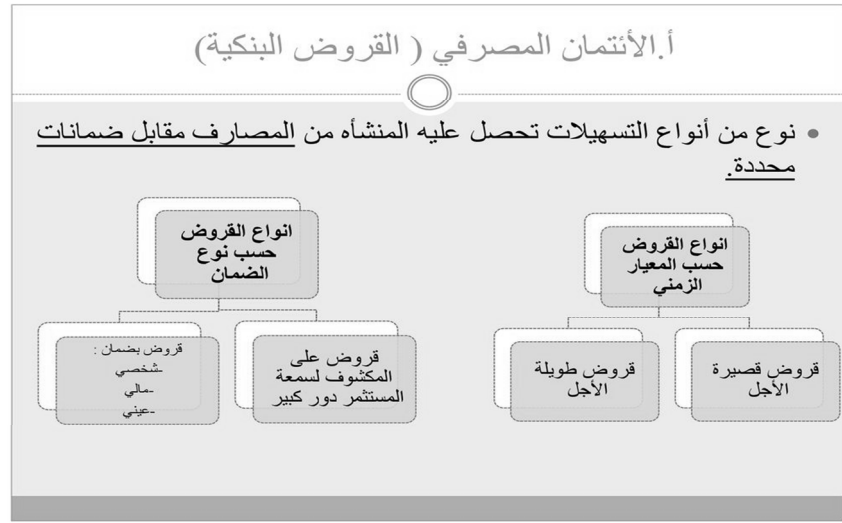 أ.الأئتمان المصرفي ( القروض البنكية)
• نوع من أنواع التسهيلات تحصل عليه المنشأه من المصارف مقابل ضمانات
محددة.
انواع القروض
حسب المعيار
الزمني
قروض قصيرة
الأجل
قروض طويلة
الأجل
انواع القروض
حسب نوع
الضمان
قروض على
المكشوف لسمعة
المستثمر دور كبير
قروض بضمان :
-شخصي
-مالي
-عيني